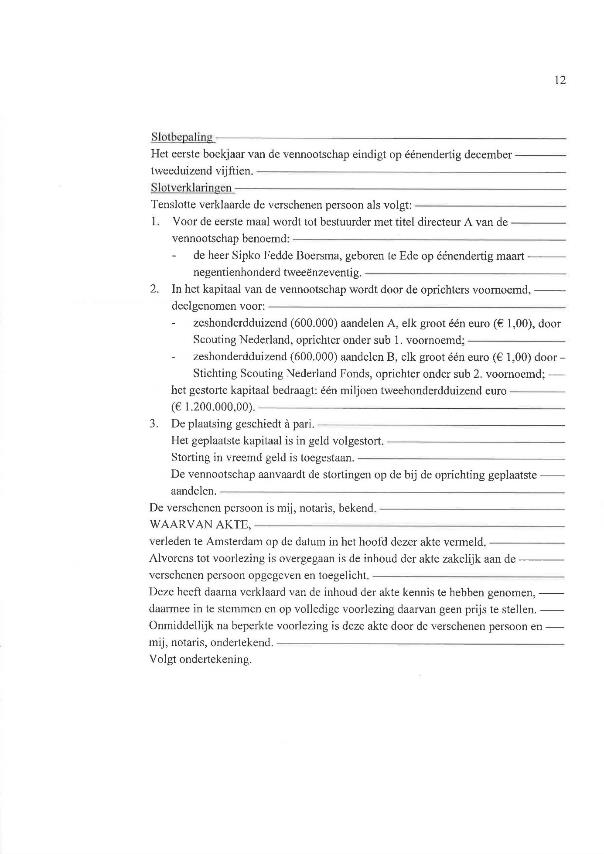 12
Slotbepaling
Het eerste boekjaar van de vennootschap eindigt op éénendertig december
tweeduizend vijftien.
Slotverklaringen
Tenslotte verklaarde de verschenen persoon als volgt:
1. Voor de eerste maal wordt tot bestuurder met titel directeur A van de
vennootschap benoemd:
- de heer Sipko Fedde Boersma, geboren te Ede op éénendertig maart
negentienhonderd tweeënzeventig.
2. In het kapitaal van de vennootschap wordt door de oprichters voornoemd,
deelgenomen voor:
- zeshonderdduizend (600.000) aandelen A, elk groot één euro (€ 1,00), door
Scouting Nederland, oprichter onder sub 1. voornoemd;
- zeshonderdduizend (600.000) aandelen B, elk groot één euro (€ 1,00) door
Stichting Scouting Nederland Fonds, oprichter onder sub 2. voornoemd;
het gestorte kapitaal bedraagt: één miljoen tweehonderdduizend euro
(€ 1.200.000,00).
3. De plaatsing geschiedt à pari.
Het geplaatste kapitaal is in geld volgestort.
Storting in vreemd geld is toegestaan.
De vennootschap aanvaardt de stortingen op de bij de oprichting geplaatste
aandelen.
De verschenen persoon is mij, notaris, bekend.
WAARVAN AKTE,
verleden te Amsterdam op de datum in het hoofd dezer akte vermeld.
Alvorens tot voorlezing is overgegaan is de inhoud der akte zakelijk aan de
verschenen persoon opgegeven en toegelicht.
Deze heeft daarna verklaard van de inhoud der akte kennis te hebben genomen,
daarmee in te stemmen en op volledige voorlezing daarvan geen prijs te stellen.
Onmiddellijk na beperkte voorlezing is deze akte door de verschenen persoon en
mij, notaris, ondertekend.
Volgt ondertekening.